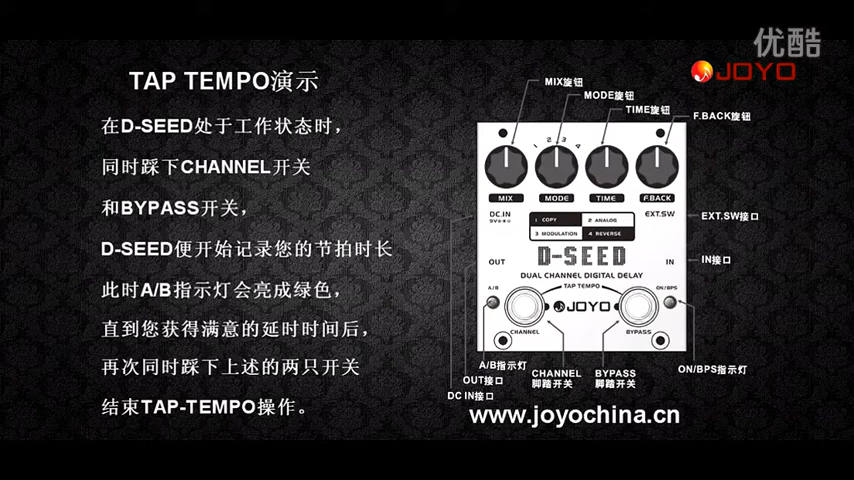 优酷
JOYO
TAP TEMPO演示
在D-SEED处于工作状态时，
同时踩下CHANNEL开关
和BYPASS开关，
D-SEED便开始记录您的节拍时长
此时A/B指示灯会亮成绿色，
直到您获得满意的延时时间后，
再次同时踩下上述的两只开关
结束TAP-TEMPO操作。
MIX旋钮
MODE旋钮
TIME旋钮
F.BACK旋钮
1 2 3 4
MIX MODE TIME F.BACK
DC.IN
9V
1 COPY 2 ANALOG
3 MODULATION 4 REVERSE
EXT.SW
EXT.SW接口
D-SEED
OUT
IN
IN接口
DUAL CHANNEL DIGITAL DELAY
A/B
TAP TEMPO
ON/BPS
JOYO
CHANNEL
BYPASS
A/B指示灯
OUT接口
DC IN接口
CHANNEL
脚踏开关
BYPASS
脚踏开关
ON/BPS指示灯
www.joyochina.cn